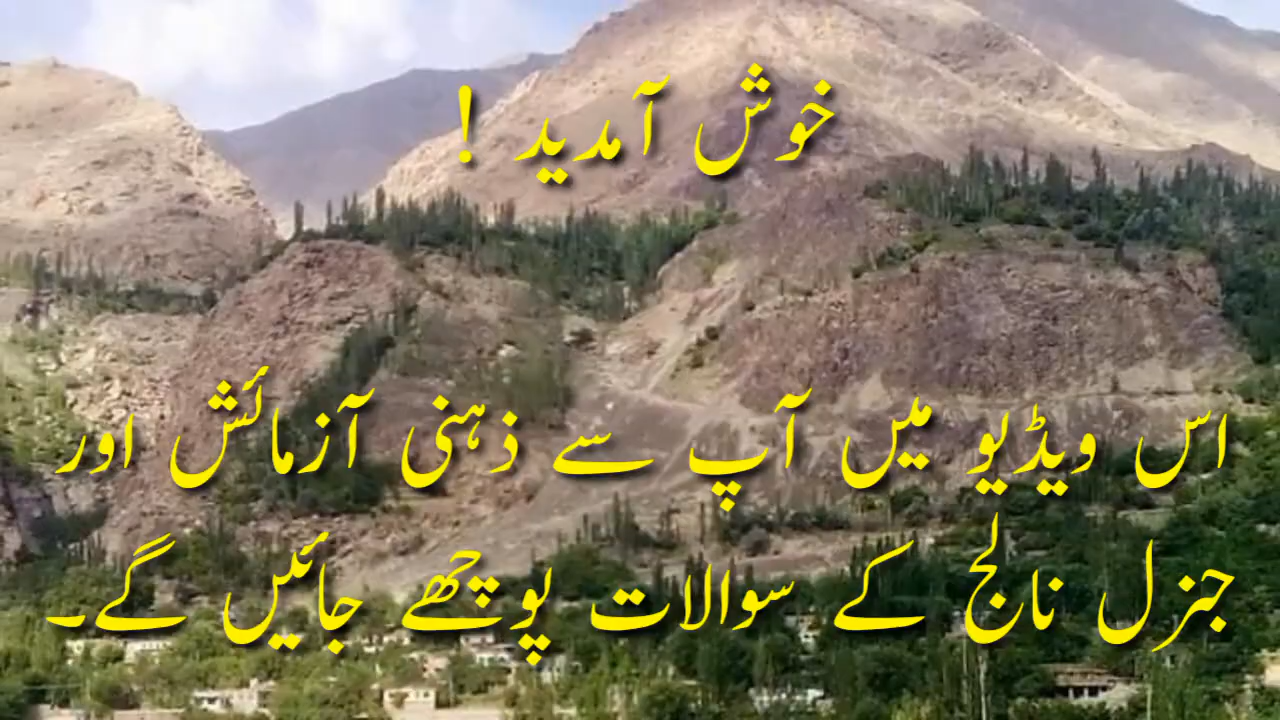 خوش آمدید !
اس ویڈیو میں آپ سے ذہنی آزمائش اور
جنرل نالج کے سوالات پوچھے جائیں گے۔